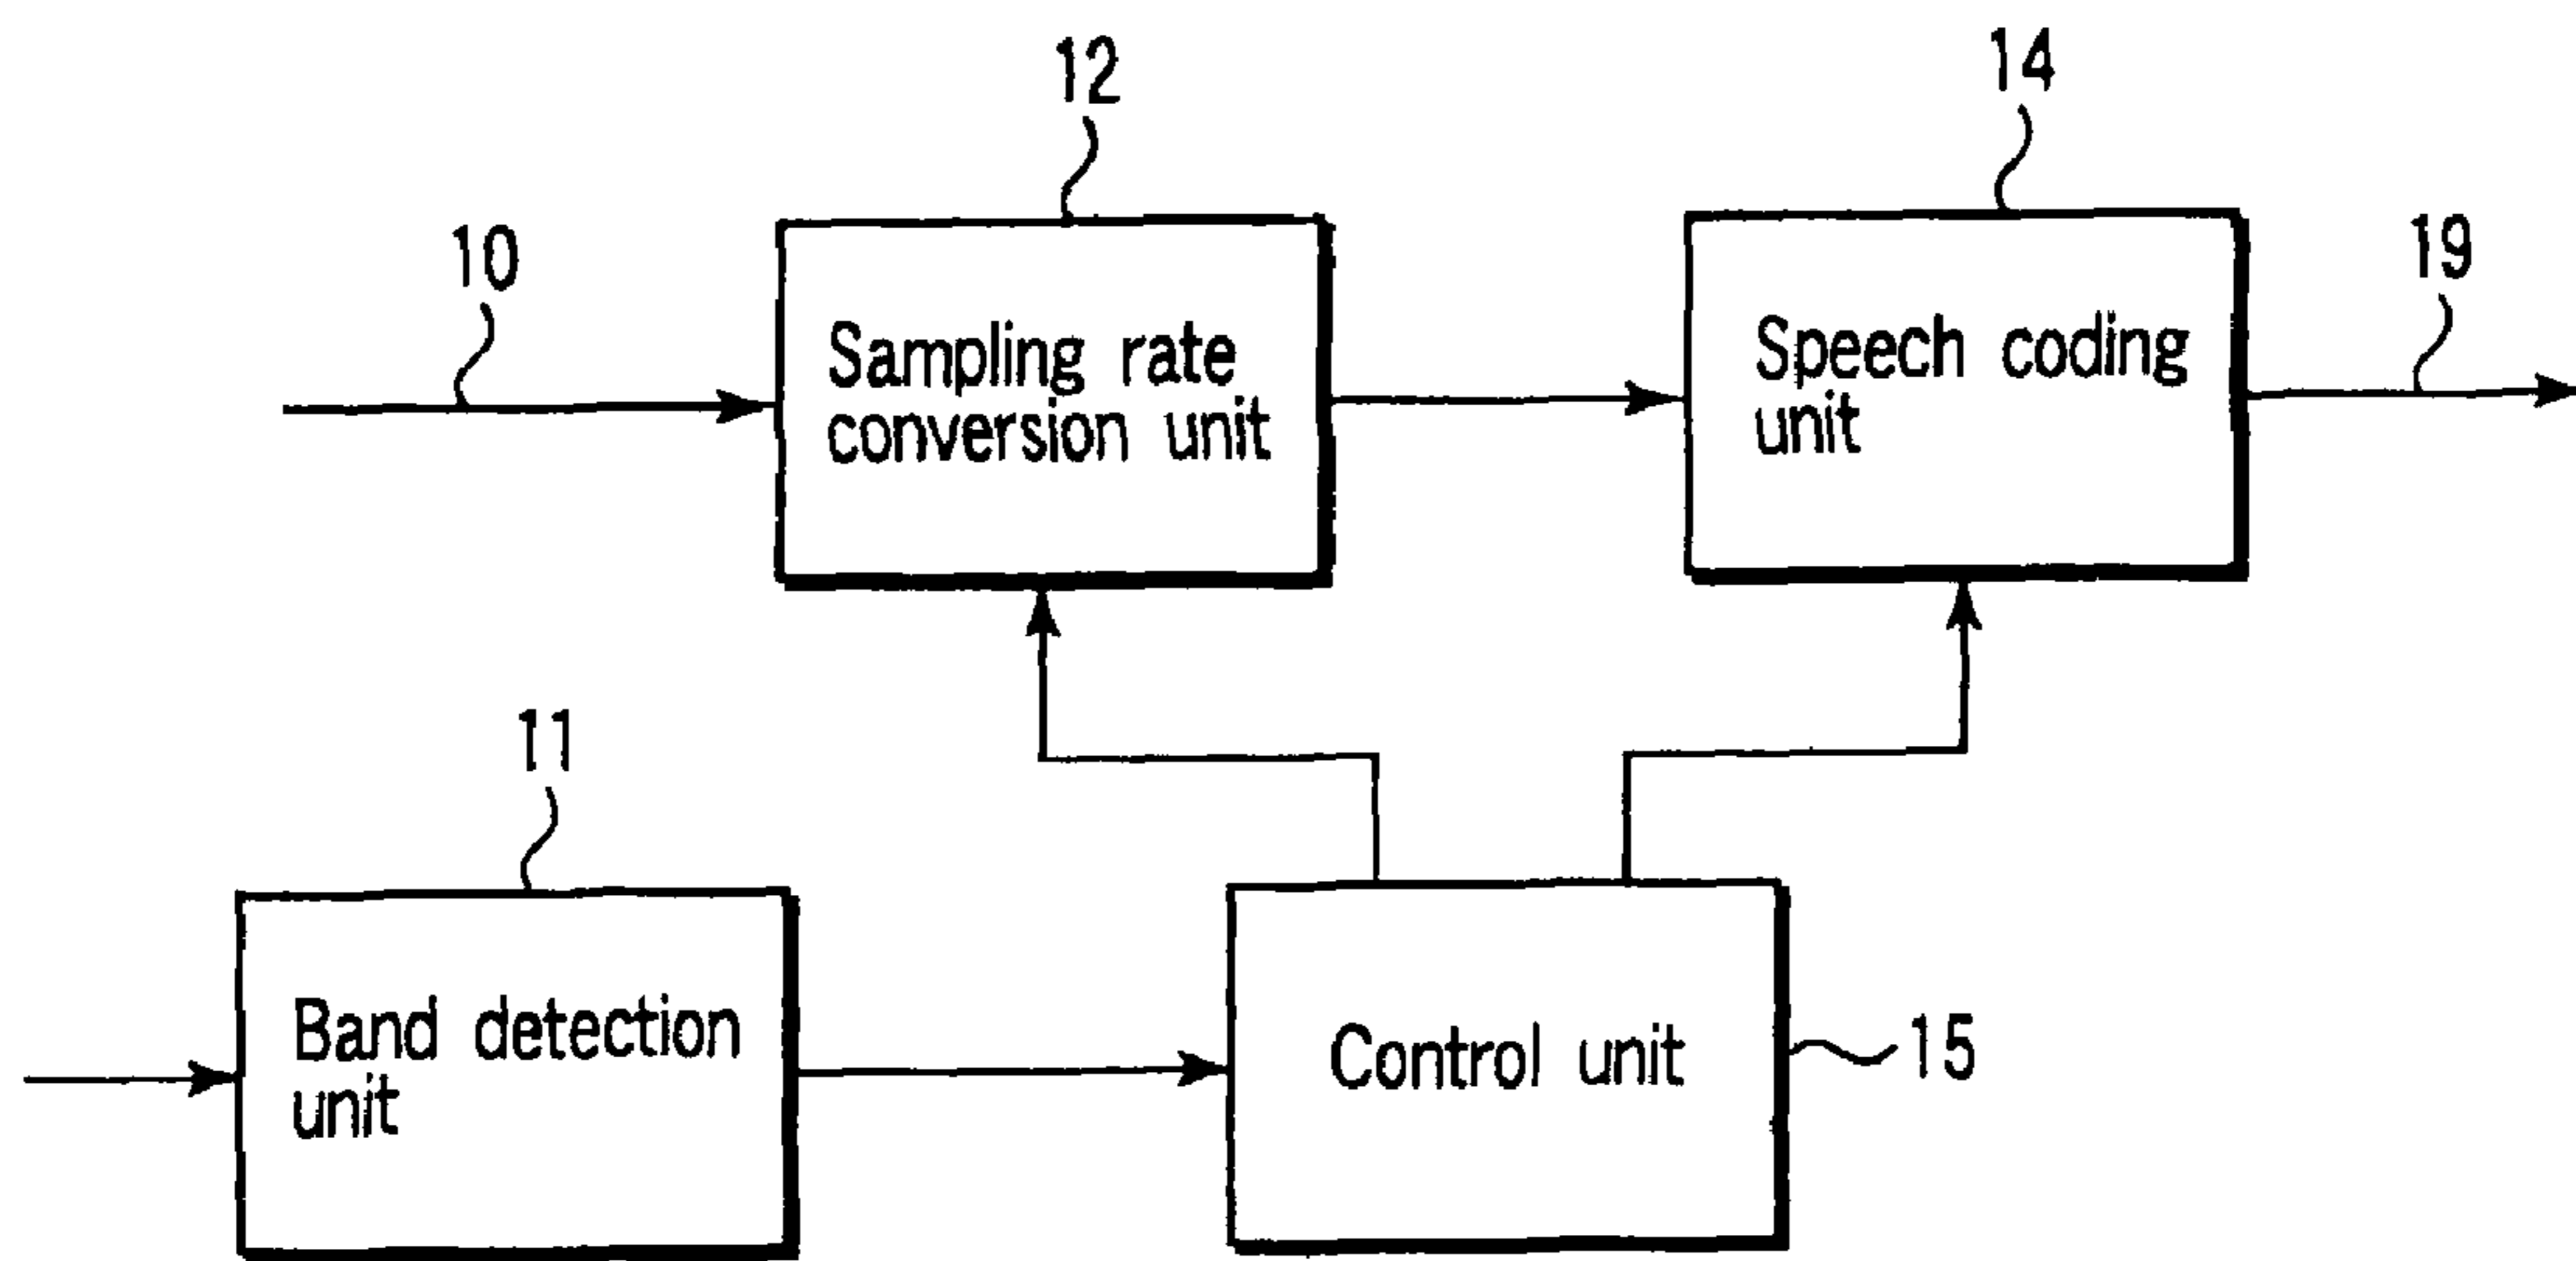 12
14
10
19
Sampling rate
conversion unit
Speech coding
unit
11
Band detection
unit
Control unit
15